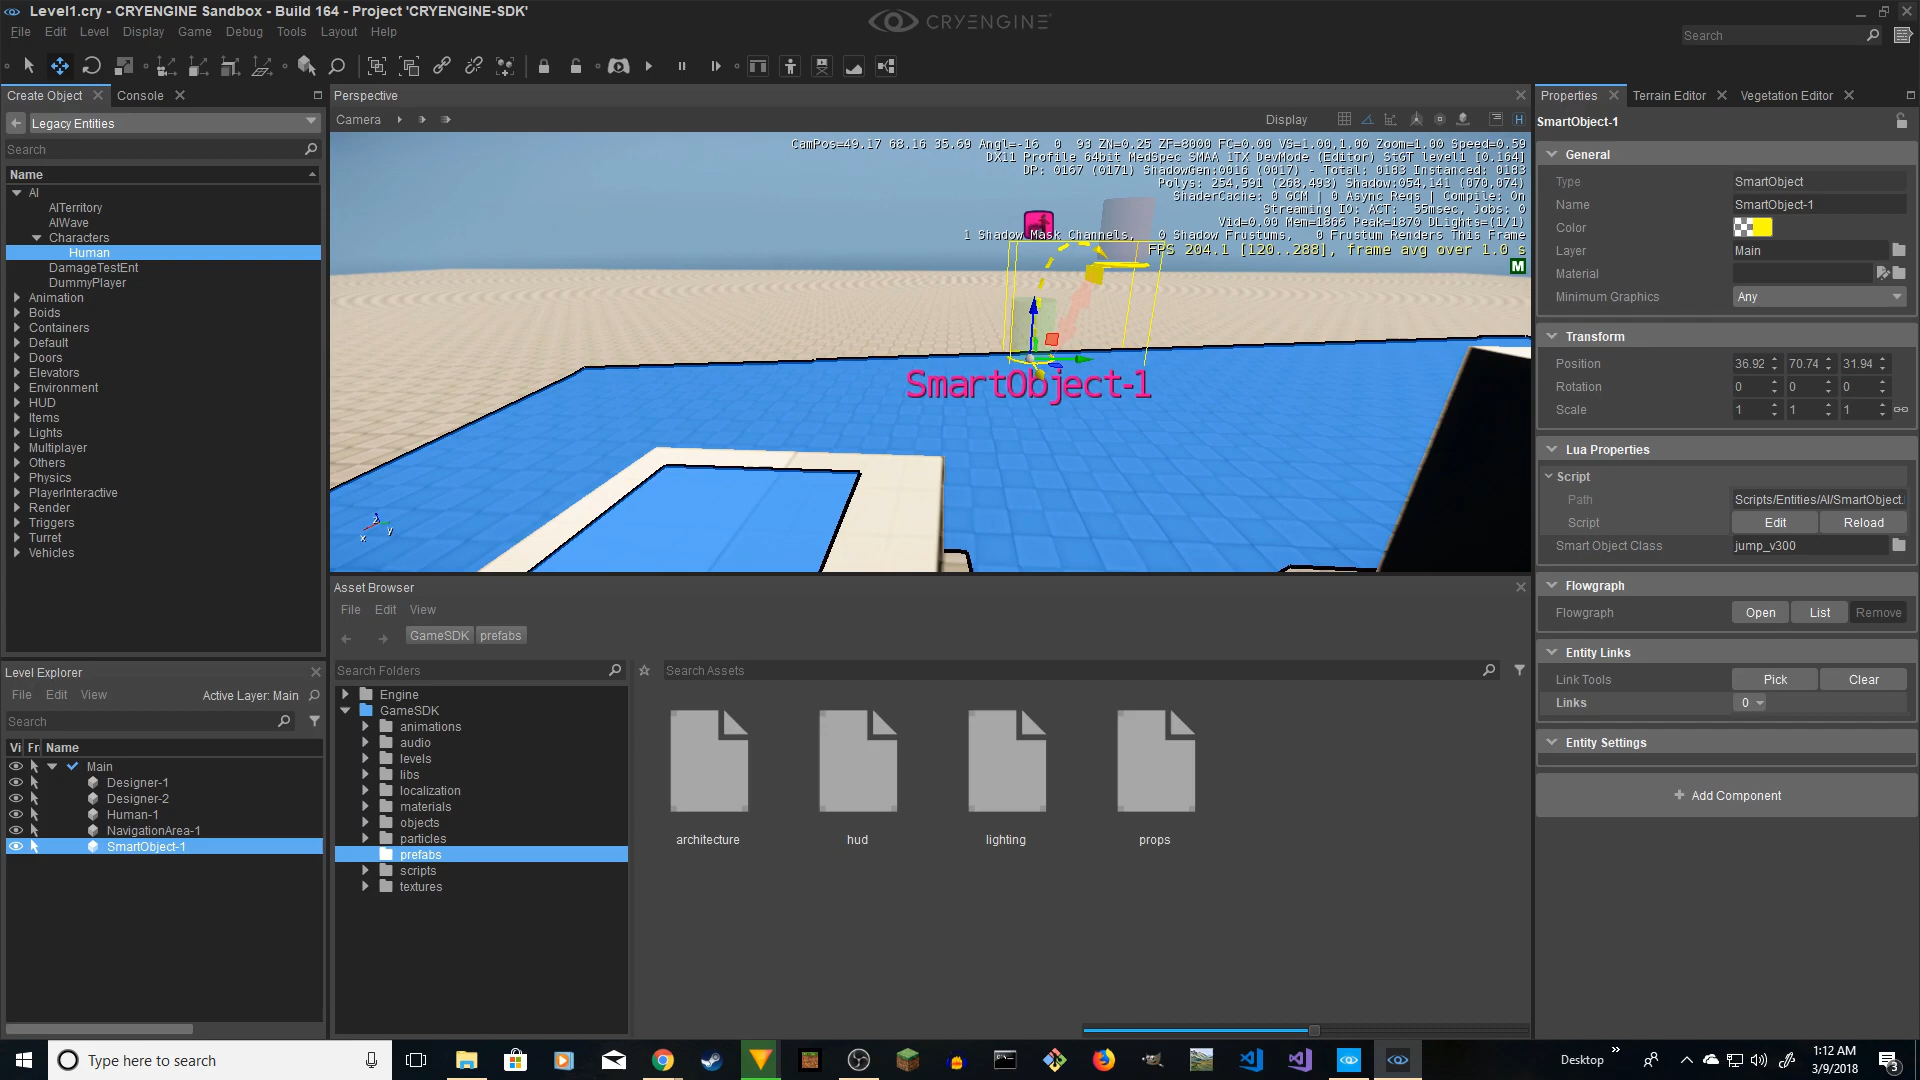 Level1.cry - CRYENGINE Sandbox - Build 164 - Project 'CRYENGINE-SDK'
CRYENGINE
File Edit Level Display Game Debug Tools Layout Help
Search
Create Object
Console
Legacy Entities
Search
Name
AI
AITerritory
AIWave
Characters
Human
DamageTestEnt
DummyPlayer
Animation
Boids
Containers
Default
Doors
Elevators
Environment
HUD
Items
Lights
Multiplayer
Others
Physics
PlayerInteractive
Render
Triggers
Turret
Vehicles
Level Explorer
File Edit View
Active Layer: Main
Search
Vi Fr Name
Main
Designer-1
Designer-2
Human-1
NavigationArea-1
SmartObject-1
Perspective
Camera
Display
H
CamPos=49.17 68.16 35.69 Angl=-16 0 93 ZN=0.25 ZF=8000 FC=0.00 VS=1.00,1.00 Zoom=1.00 Speed=0.59
DX11 Profile 64bit MedSpec SMAA 1TX DevMode (Editor) StGT level1 [0.164]
DP: 0167 (0171) ShadowGen:0016 (0017) - Total: 0183 Instanced: 0183
Polys: 254,591 (268,493) Shadow:054,141 (070,074)
ShaderCache: 0 GCM | 0 Async Reqs | Compile: On
Streaming IO: ACT: 55msec, Jobs: 0
Vid=0.00 Mem=1866 Peak=1870 DLights=(1/1)
1 Shadow Mask Channels, 0 Shadow Frustums, 0 Frustum Renders This Frame
FPS 204.1 [120..288], frame avg over 1.0 s
M
SmartObject-1
z
y
x
Asset Browser
File Edit View
GameSDK prefabs
Search Folders
Search Assets
Engine
GameSDK
animations
audio
levels
libs
localization
materials
objects
particles
prefabs
scripts
textures
architecture
hud
lighting
props
Properties
Terrain Editor
Vegetation Editor
SmartObject-1
General
Type SmartObject
Name SmartObject-1
Color
Layer Main
Material
Minimum Graphics Any
Transform
Position 36.92 70.74 31.94
Rotation 0 0 0
Scale 1 1 1
Lua Properties
Script
Path Scripts/Entities/AI/SmartObject.
Script Edit Reload
Smart Object Class jump_v300
Flowgraph
Flowgraph Open List Remove
Entity Links
Link Tools Pick Clear
Links 0
Entity Settings
+ Add Component
Type here to search
Desktop
1:12 AM
3/9/2018
3